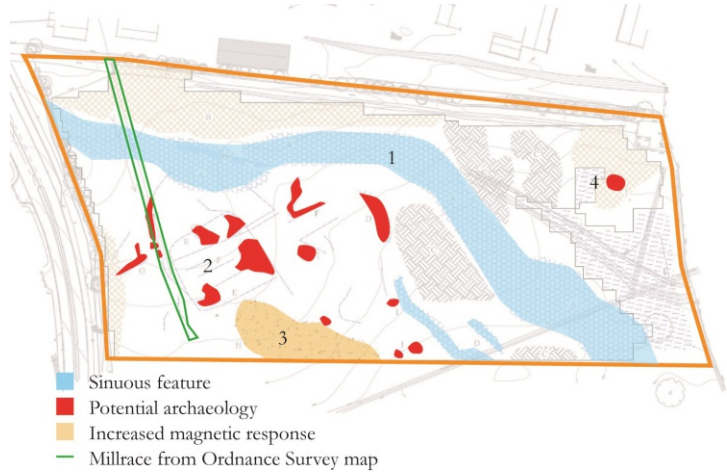 1
4
2
3
Sinuous feature
Potential archaeology
Increased magnetic response
Millrace from Ordnance Survey map